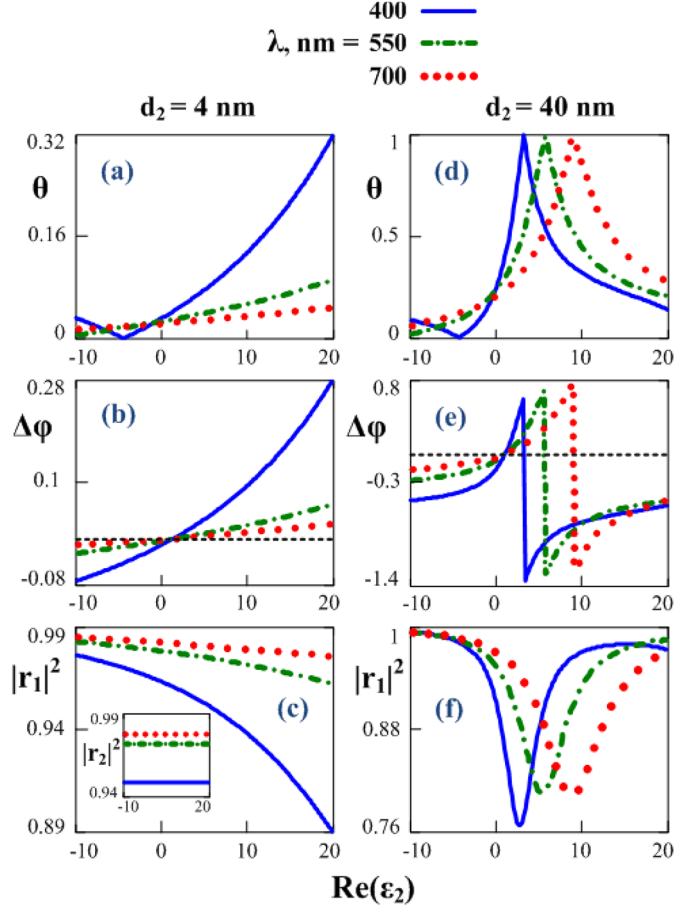 400
λ, nm = 550
700
d₂ = 4 nm
d₂ = 40 nm
0.32
(a)
θ
0.16
0
-10 0 10 20
1
(d)
θ
0.5
0
-10 0 10 20
0.28
(b)
Δφ
0.1
-0.08
-10 0 10 20
0.8
(e)
Δφ
-0.3
-1.4
-10 0 10 20
0.99
|r₁|²
(c)
0.94
0.99
|r₂|²
0.94
-10 20
0.89
-10 0 10 20
1
|r₁|²
(f)
0.88
0.76
-10 0 10 20
Re(ε₂)